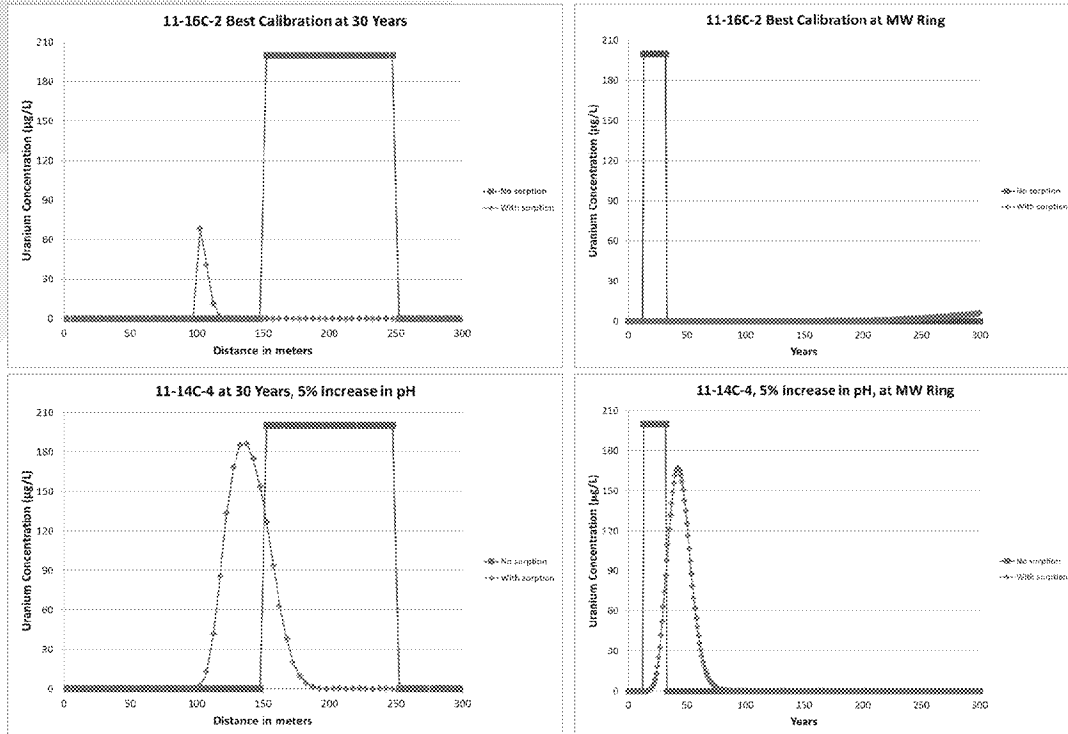 11-16C-2 Best Calibration at 30 Years
Uranium Concentration (µg/L)
210
180
150
120
90
60
30
0
0 50 100 150 200 250 300
Distance in meters
No sorption
With sorption
11-16C-2 Best Calibration at MW Ring
Uranium Concentration (µg/L)
210
180
150
120
90
60
30
0
0 50 100 150 200 250 300
Years
No sorption
With sorption
11-14C-4 at 30 Years, 5% increase in pH
Uranium Concentration (µg/L)
210
180
150
120
90
60
30
0
0 50 100 150 200 250 300
Distance in meters
No sorption
With sorption
11-14C-4, 5% increase in pH, at MW Ring
Uranium Concentration (µg/L)
210
180
150
120
90
60
30
0
0 50 100 150 200 250 300
Years
No sorption
With sorption